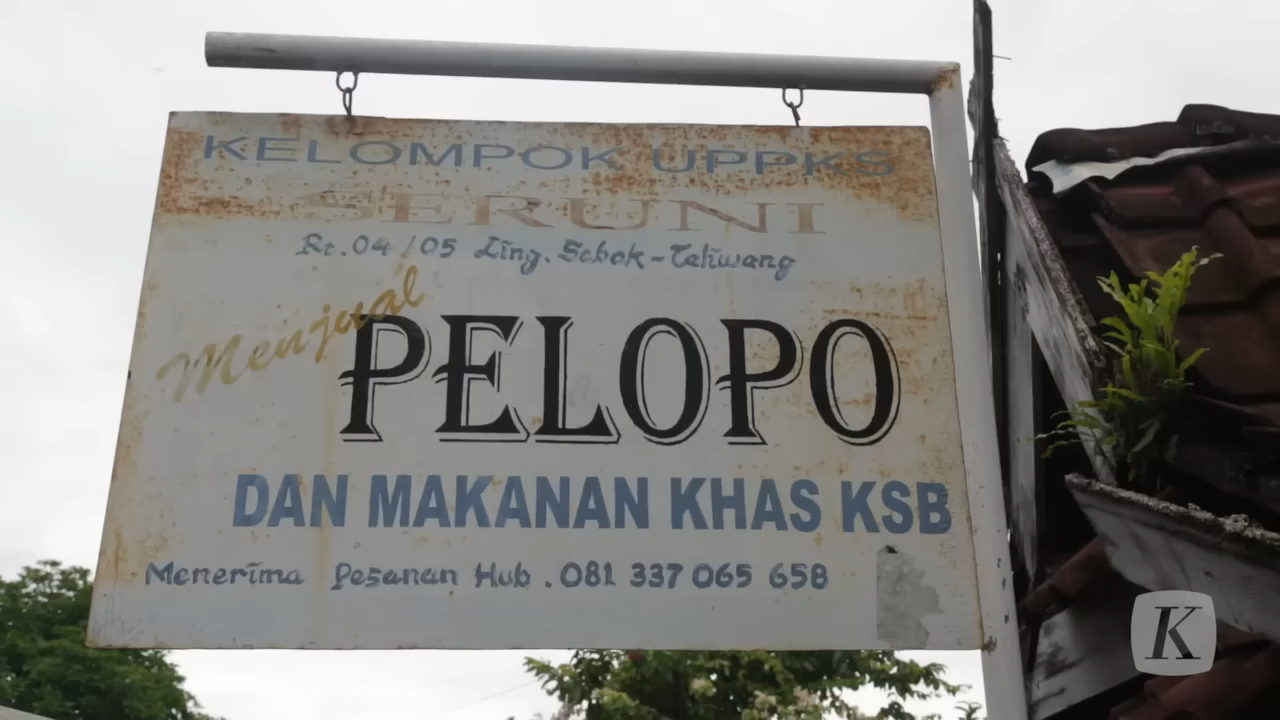 KELOMPOK UPPKS
SERUNI
Rt. 04 / 05 Ling. Sebok - Taliwang
Menjual
PELOPO
DAN MAKANAN KHAS KSB
Menerima Pesanan Hub . 081 337 065 658
K